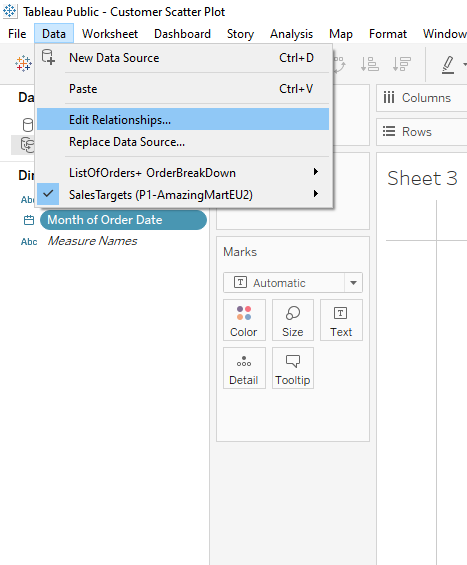 Tableau Public - Customer Scatter Plot
File Data Worksheet Dashboard Story Analysis Map Format Window
New Data Source Ctrl+D
Paste Ctrl+V
Edit Relationships...
Replace Data Source...
ListOfOrders+ OrderBreakDown
SalesTargets (P1-AmazingMartEU2)
Da
Di
Abc
Month of Order Date
Abc Measure Names
Columns
Rows
Sheet 3
Marks
T Automatic
Color Size Text
Detail Tooltip